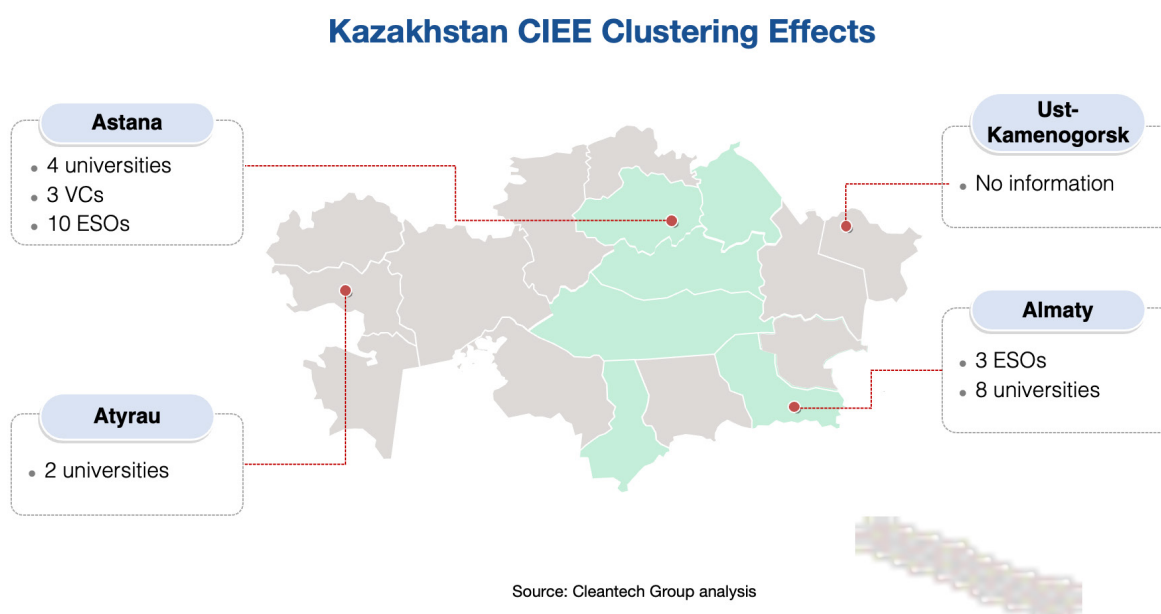 Kazakhstan CIEE Clustering Effects
Astana
• 4 universities
• 3 VCs
• 10 ESOs
Ust-
Kamenogorsk
• No information
Almaty
• 3 ESOs
• 8 universities
Atyrau
• 2 universities
Source: Cleantech Group analysis